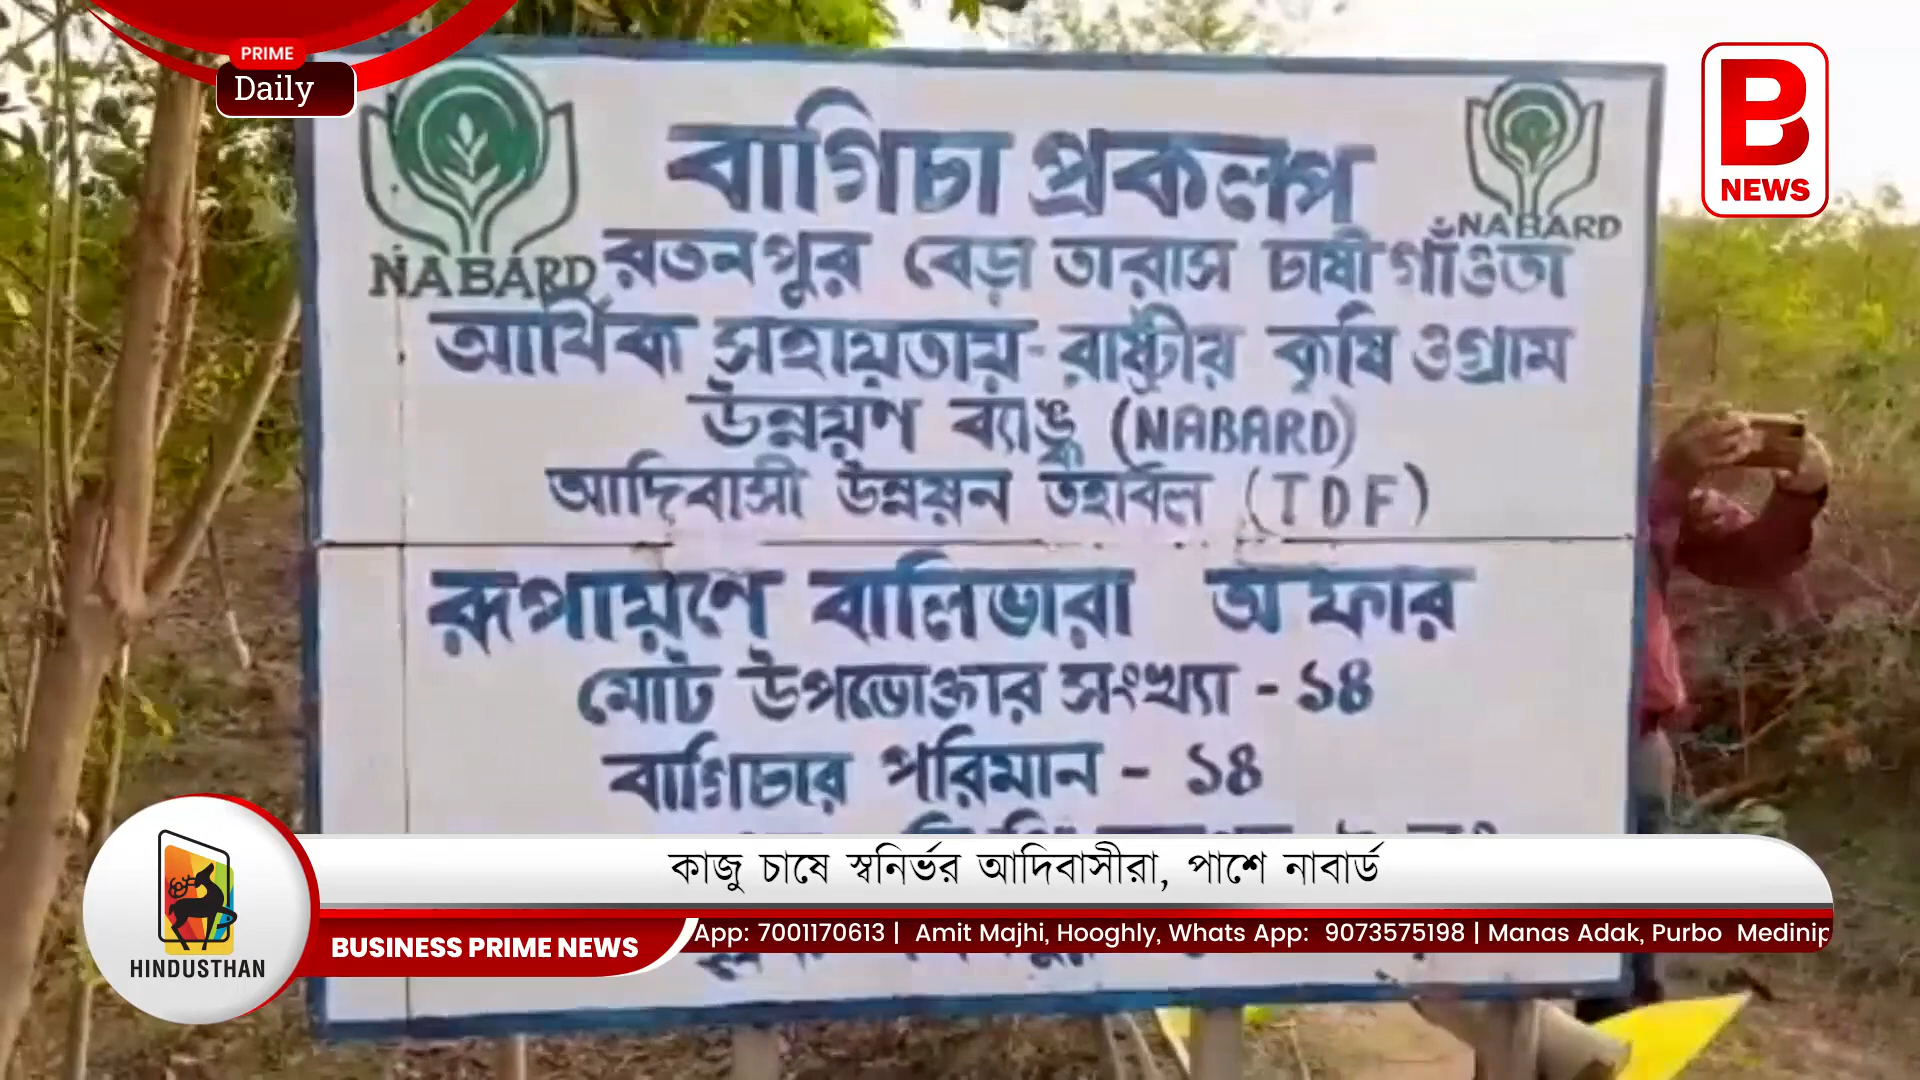 PRIME
Daily
B
NEWS
বাগিচা প্রকল্প
NABARD
NABARD
রতনপুর বেড়া তারাস চাষী গাঁওতা
আর্থিক সহায়তায়-রাষ্ট্রীয় কৃষি ও গ্রাম
উন্নয়ণ ব্যাঙ্ক (NABARD)
আদিবাসী উন্নয়ন তহবিল (TDF)
রূপায়ণে বালিভারা অ ফার
মোট উপভোক্তার সংখ্যা - ১৪
বাগিচার পরিমান - ১৪
কাজু চাষে স্বনির্ভর আদিবাসীরা, পাশে নাবার্ড
HINDUSTHAN
BUSINESS PRIME NEWS
App: 7001170613 | Amit Majhi, Hooghly, Whats App: 9073575198 | Manas Adak, Purbo Medinip